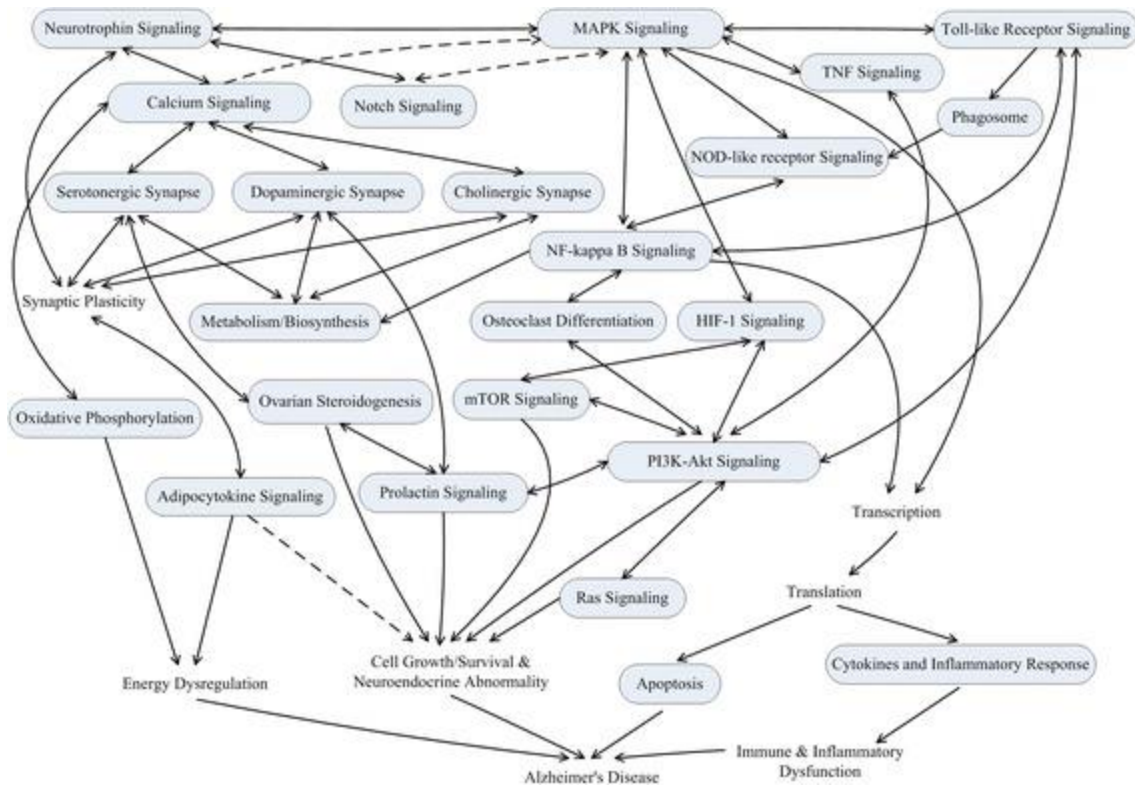 Neurotrophin Signaling
MAPK Signaling
Toll-like Receptor Signaling
TNF Signaling
Calcium Signaling
Notch Signaling
Phagosome
NOD-like receptor Signaling
Serotonergic Synapse
Dopaminergic Synapse
Cholinergic Synapse
NF-kappa B Signaling
Synaptic Plasticity
Metabolism/Biosynthesis
Osteoclast Differentiation
HIF-1 Signaling
Ovarian Steroidogenesis
mTOR Signaling
Oxidative Phosphorylation
PI3K-Akt Signaling
Adipocytokine Signaling
Prolactin Signaling
Transcription
Ras Signaling
Translation
Cell Growth/Survival &
Neuroendocrine Abnormality
Cytokines and Inflammatory Response
Energy Dysregulation
Apoptosis
Immune & Inflammatory
Dysfunction
Alzheimer's Disease